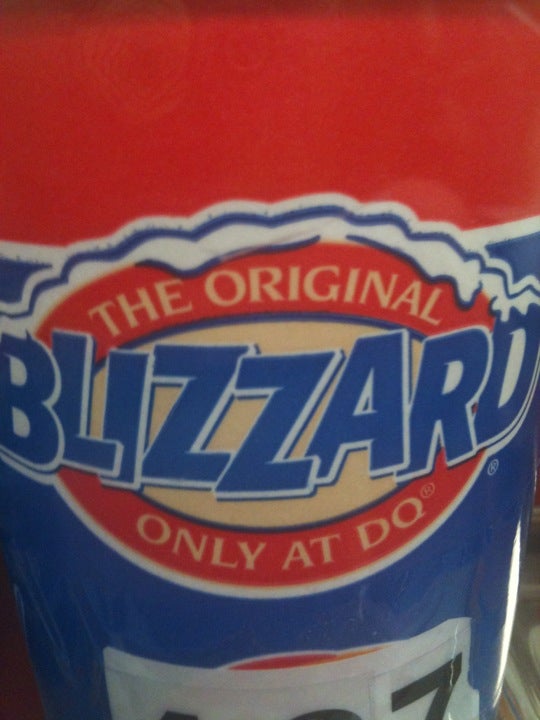 THE ORIGINAL
BLIZZARD®
ONLY AT DQ®